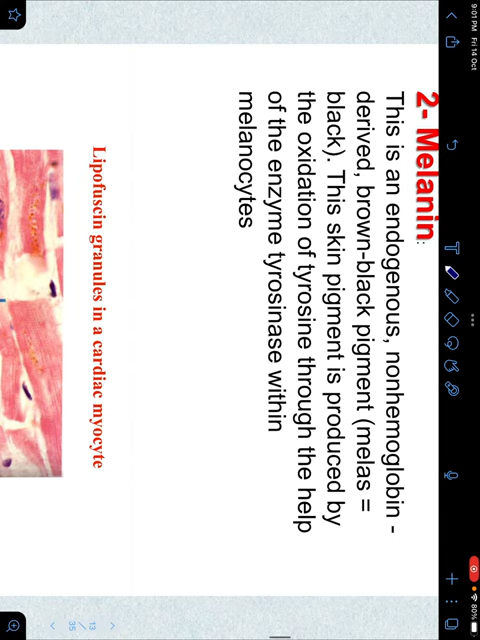 9:01 PM Fri 14 Oct
80%
2- Melanin:
This is an endogenous, nonhemoglobin -
derived, brown-black pigment (melas =
black). This skin pigment is produced by
the oxidation of tyrosine through the help
of the enzyme tyrosinase within
melanocytes
Lipofuscin granules in a cardiac myocyte
13 / 35